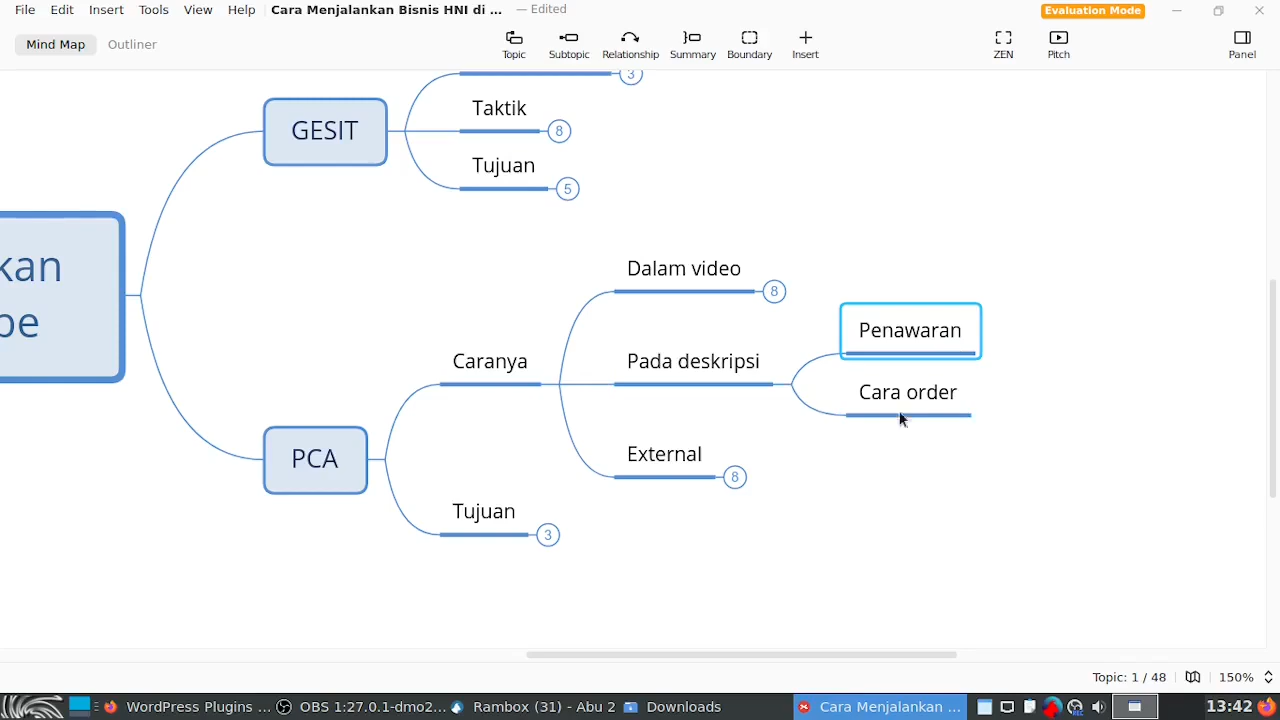 File Edit Insert Tools View Help Cara Menjalankan Bisnis HNI di ... — Edited Evaluation Mode
Mind Map Outliner Topic Subtopic Relationship Summary Boundary Insert ZEN Pitch Panel
3
GESIT
Taktik 8
Tujuan 5
kan
be
PCA
Caranya
Dalam video 8
Pada deskripsi
Penawaran
Cara order
External 8
Tujuan 3
Topic: 1 / 48 150%
WordPress Plugins ... OBS 1:27.0.1-dmo2... Rambox (31) - Abu 2 Downloads Cara Menjalankan ... 13:42